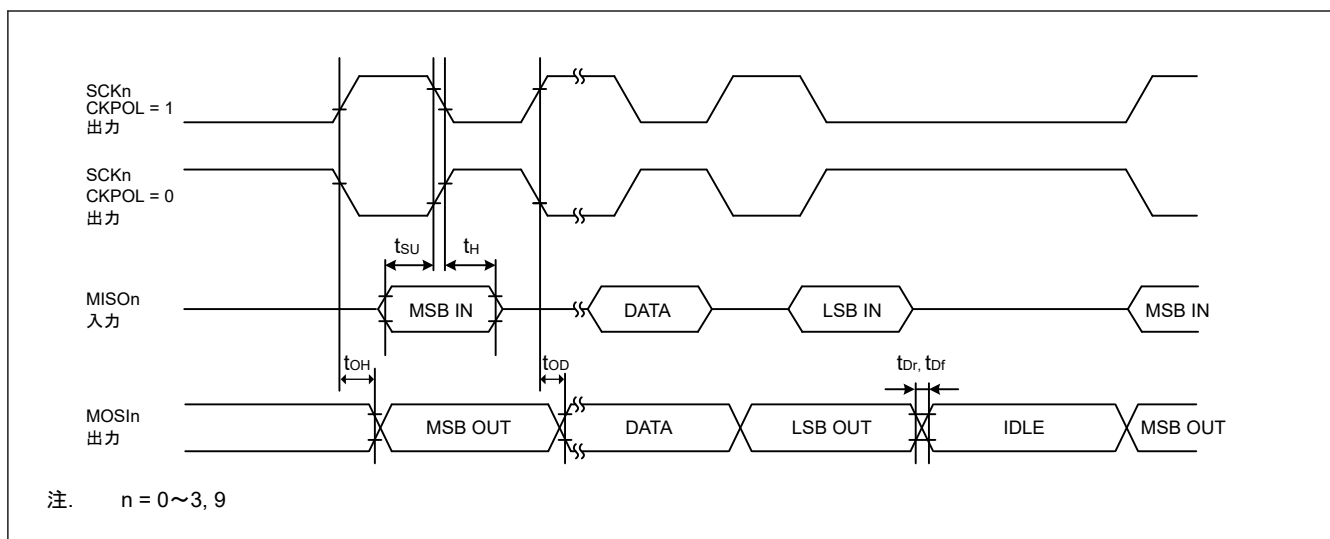 SCKn
CKPOL = 1
出力
SCKn
CKPOL = 0
出力
tSU
tH
MISOn
入力
MSB IN
DATA
LSB IN
MSB IN
tOH
tOD
tDr, tDf
MOSIn
出力
MSB OUT
DATA
LSB OUT
IDLE
MSB OUT
注. n = 0～3, 9